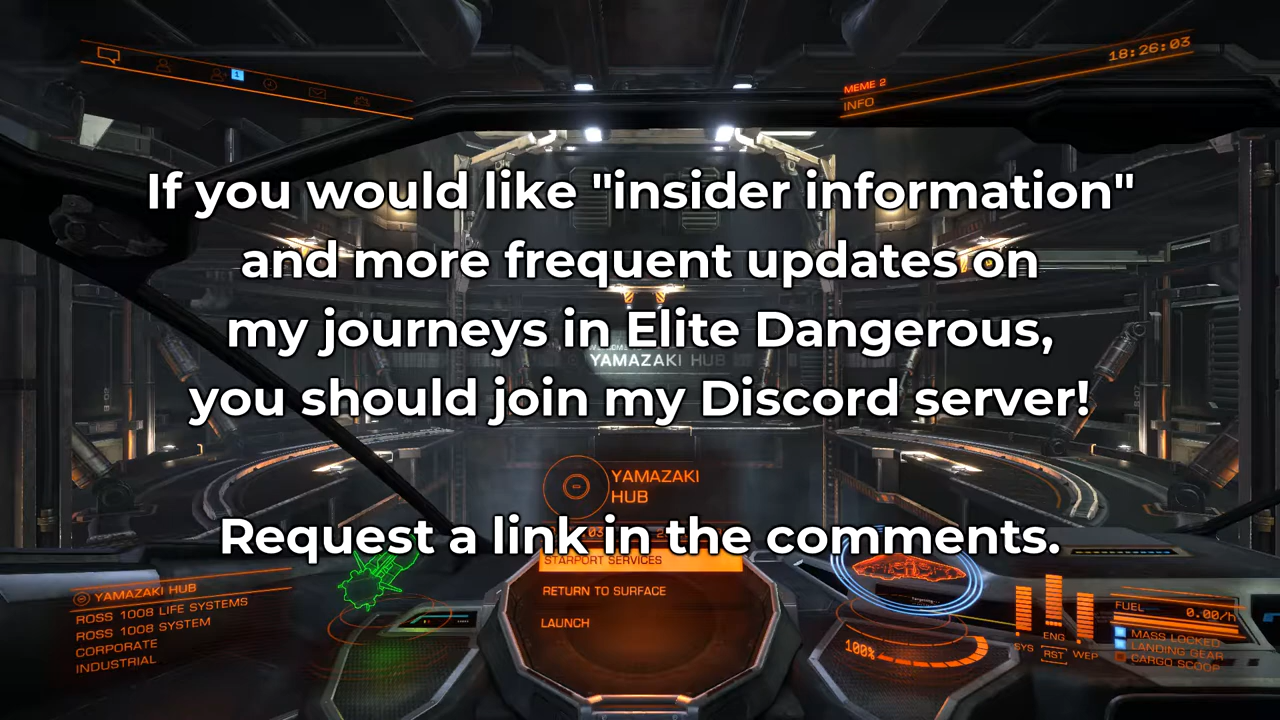 18:26:03
MEME 2
INFO
1
If you would like "insider information"
and more frequent updates on
my journeys in Elite Dangerous,
YAMAZAKI HUB
you should join my Discord server!
YAMAZAKI
HUB
Request a link in the comments.
STARPORT SERVICES
RETURN TO SURFACE
LAUNCH
YAMAZAKI HUB
ROSS 1008 LIFE SYSTEMS
ROSS 1008 SYSTEM
CORPORATE
INDUSTRIAL
100%
SYS
ENG
RST
WEP
FUEL 0.00/H
MASS LOCKED
LANDING GEAR
CARGO SCOOP